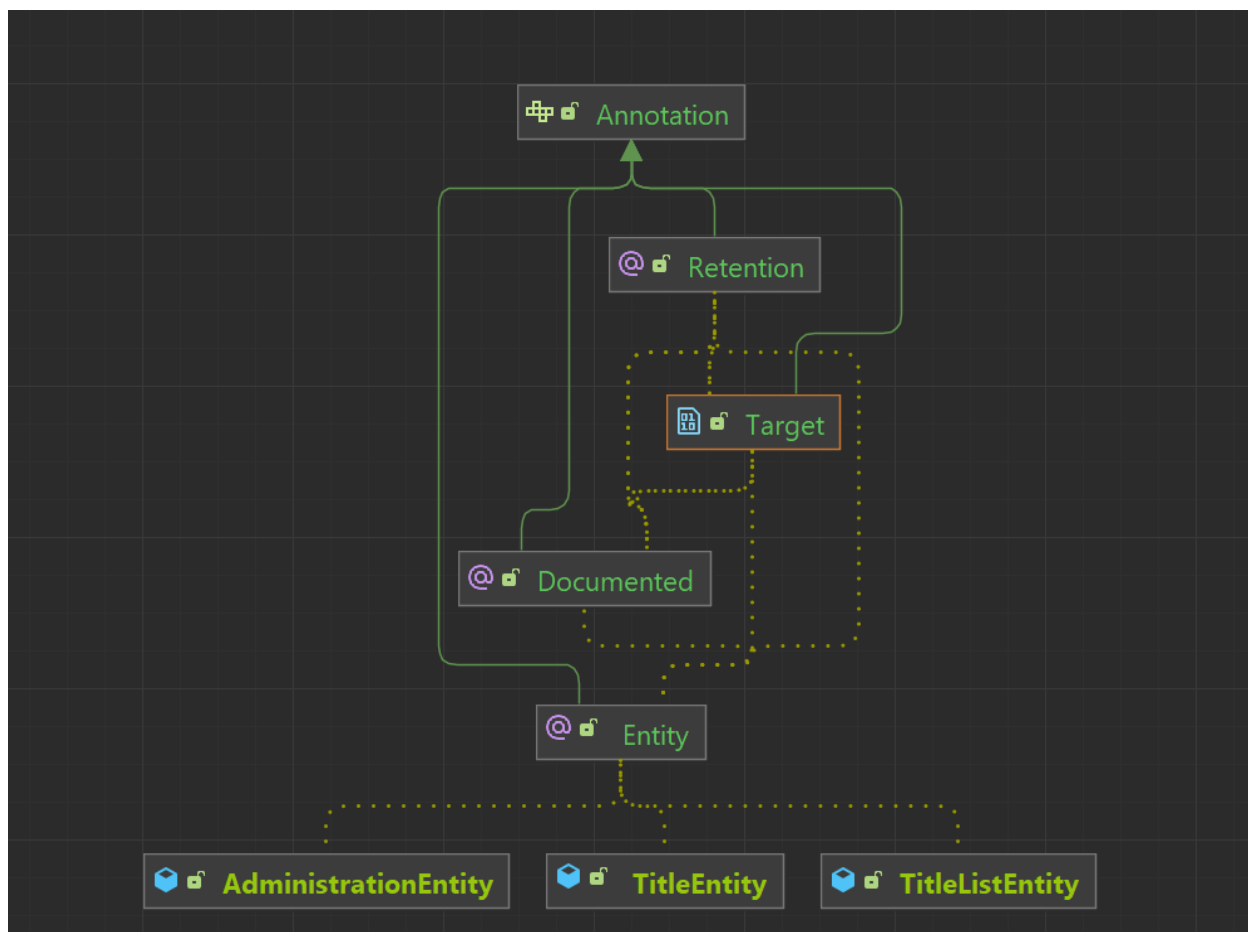 Annotation
@ Retention
Target
@ Documented
@ Entity
AdministrationEntity
TitleEntity
TitleListEntity